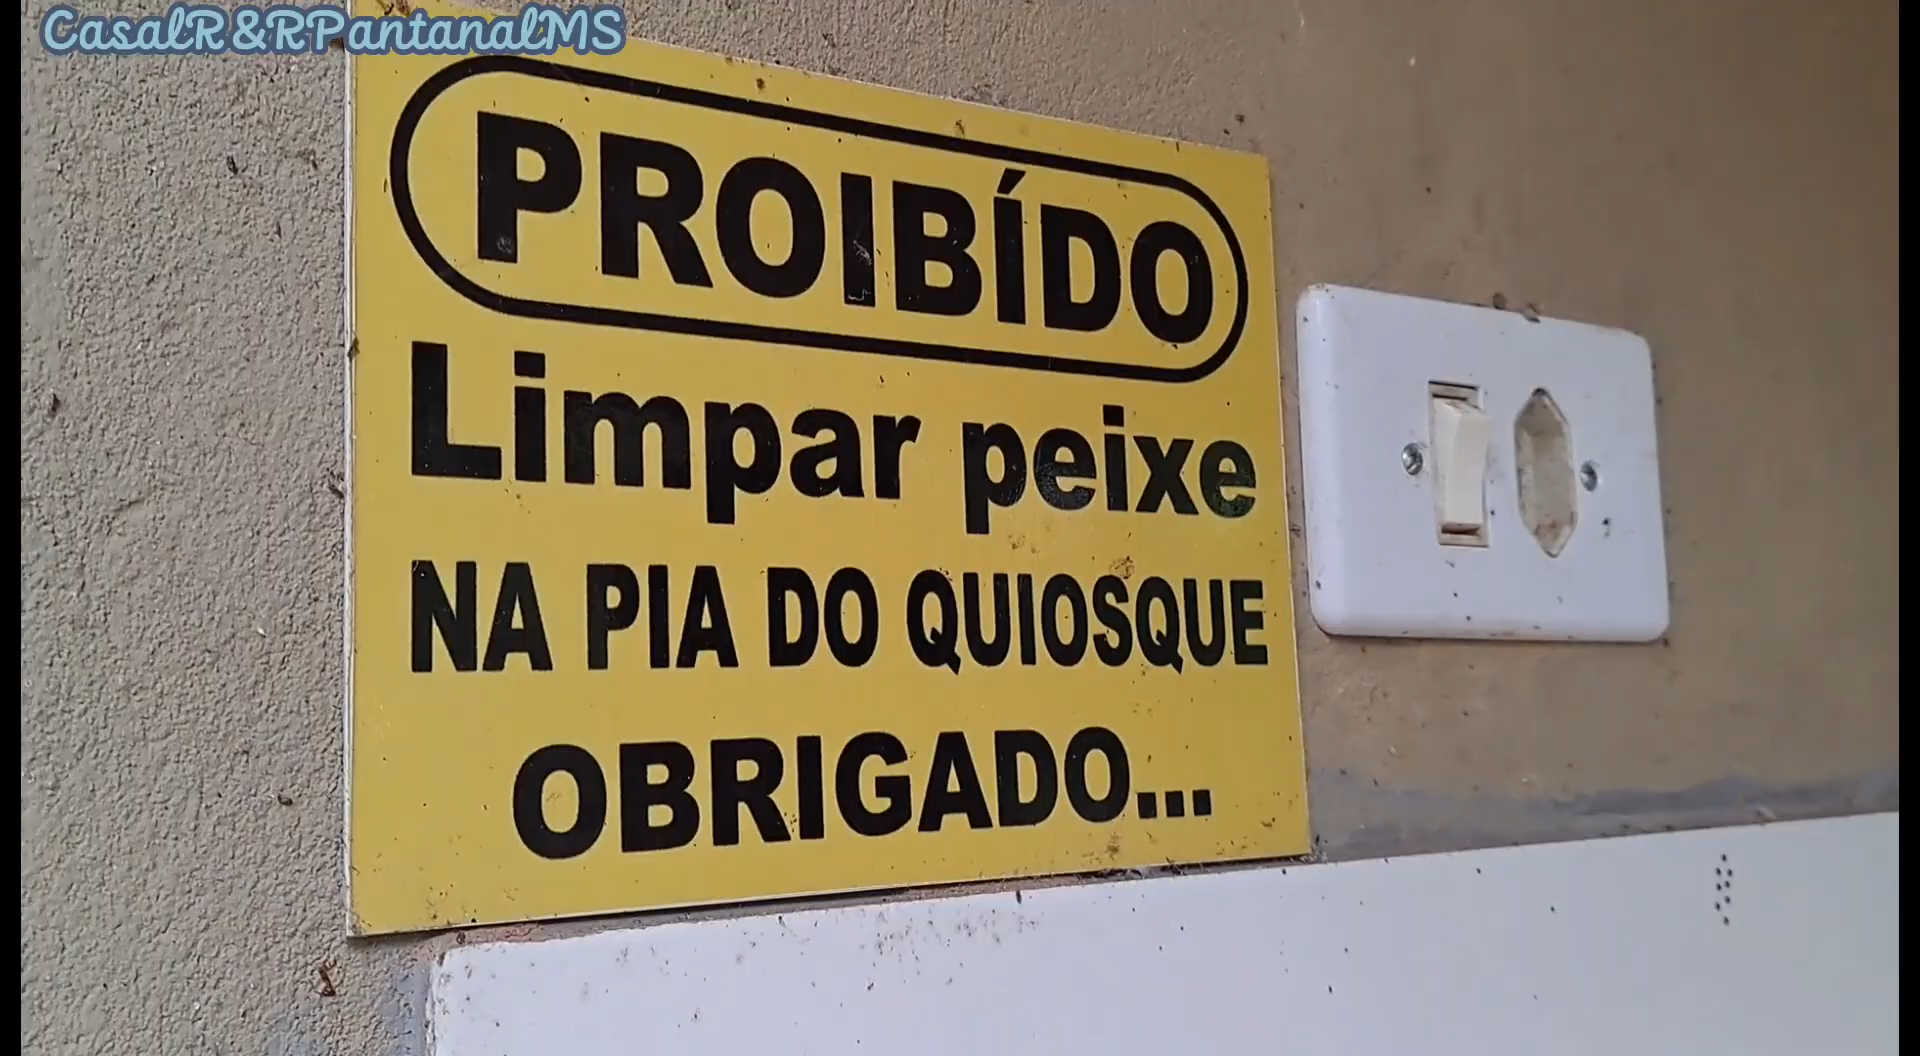 CasalR&RPantanalMS
PROIBÍDO
Limpar peixe
NA PIA DO QUIOSQUE
OBRIGADO...